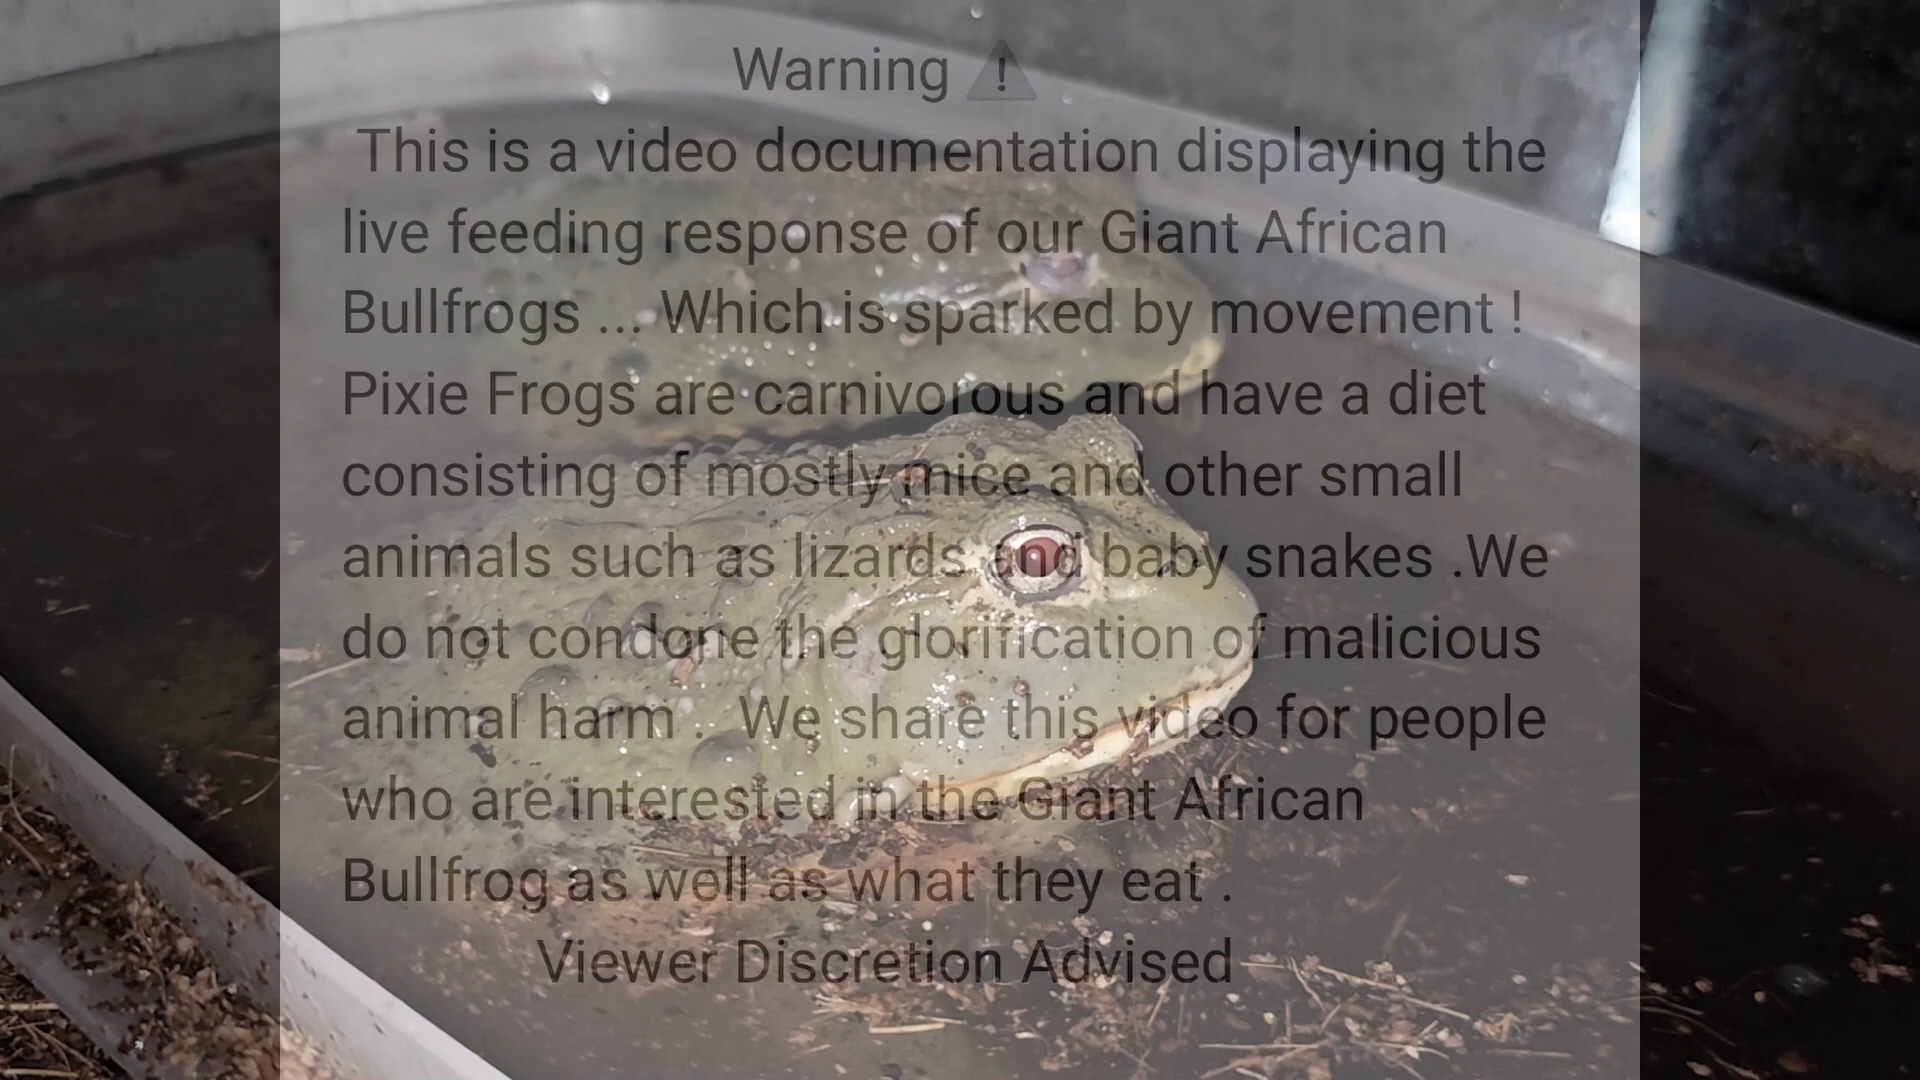 Warning ⚠
This is a video documentation displaying the
live feeding response of our Giant African
Bullfrogs ... Which is sparked by movement !
Pixie Frogs are carnivorous and have a diet
consisting of mostly mice and other small
animals such as lizards and baby snakes .We
do not condone the glorification of malicious
animal harm . We share this video for people
who are interested in the Giant African
Bullfrog as well as what they eat .
Viewer Discretion Advised